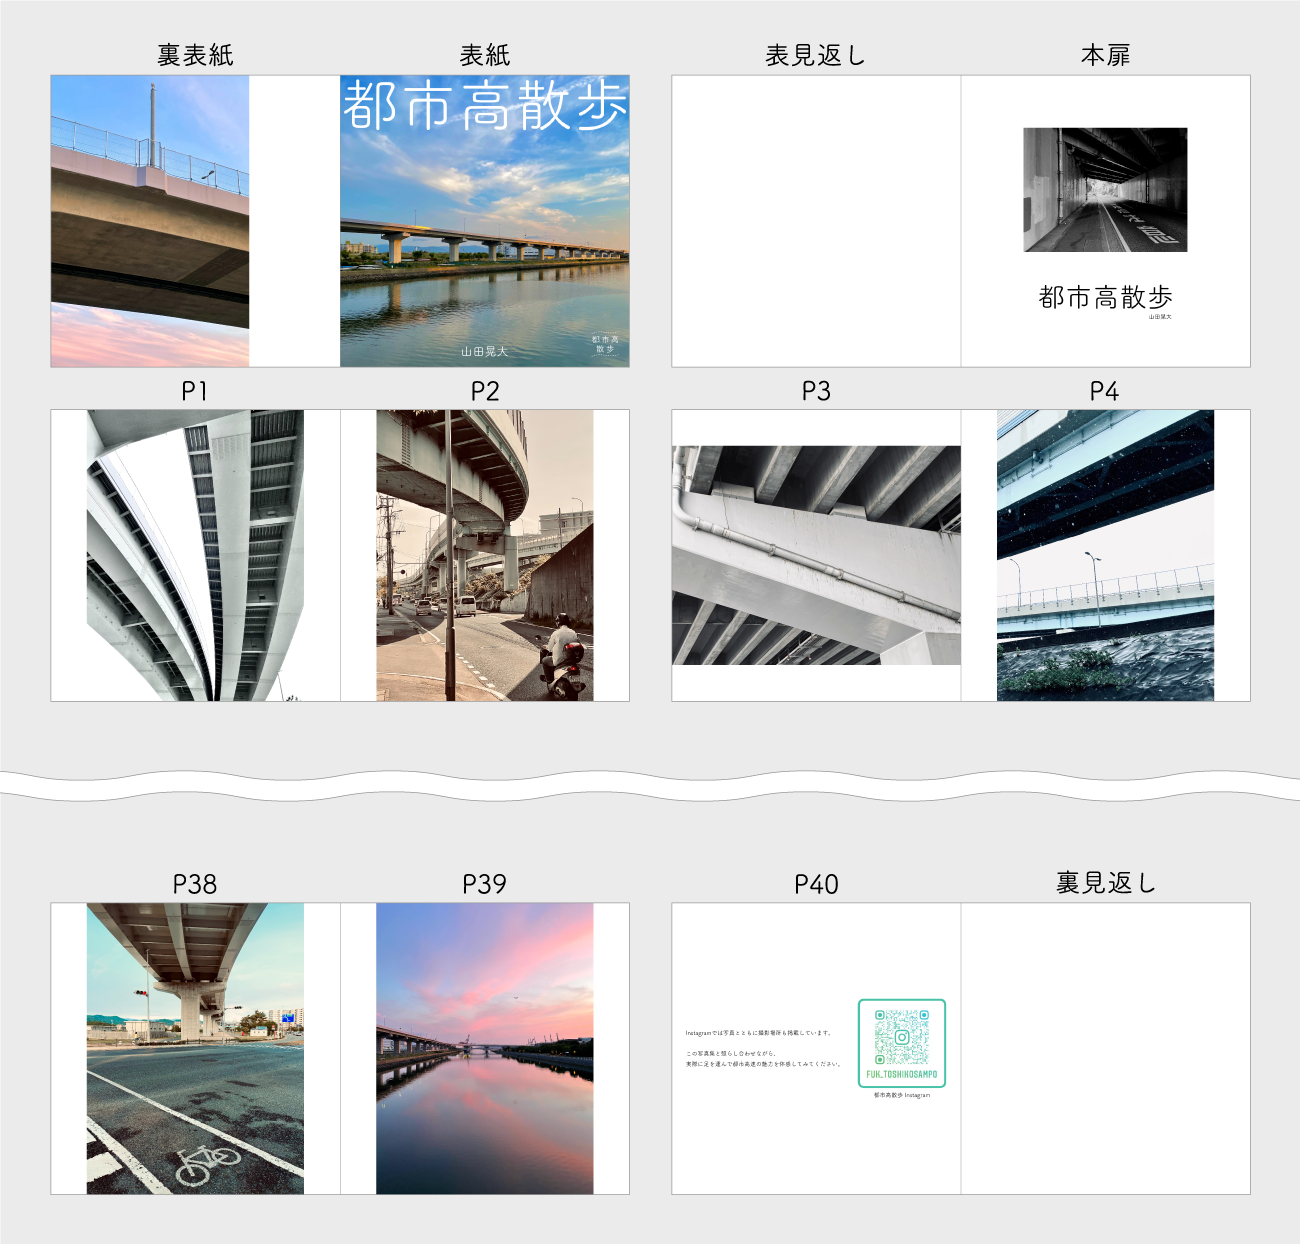 裏表紙
表紙
都市高散歩
山田晃大
都市高
散歩
表見返し
本扉
都市高散歩
山田晃大
P1
P2
P3
P4
P38
P39
P40
Instagramでは写真とともに撮影場所も掲載しています。
この写真集と照らし合わせながら、
実際に足を運んで都市高速の魅力を体感してみてください。
FUK_TOSHIKOSAMPO
都市高散歩 Instagram
裏見返し